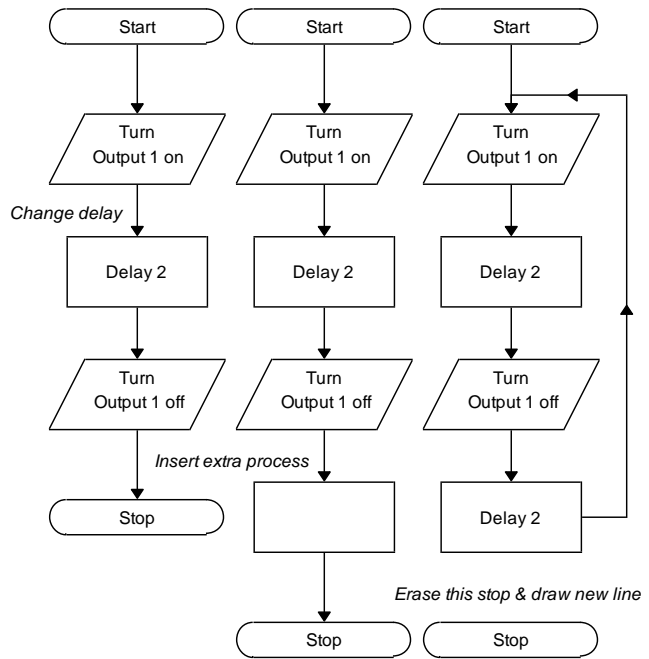 Start
Turn
Output 1 on
Change delay
Delay 2
Turn
Output 1 off
Stop
Start
Turn
Output 1 on
Delay 2
Turn
Output 1 off
Insert extra process
Stop
Start
Turn
Output 1 on
Delay 2
Turn
Output 1 off
Delay 2
Erase this stop & draw new line
Stop